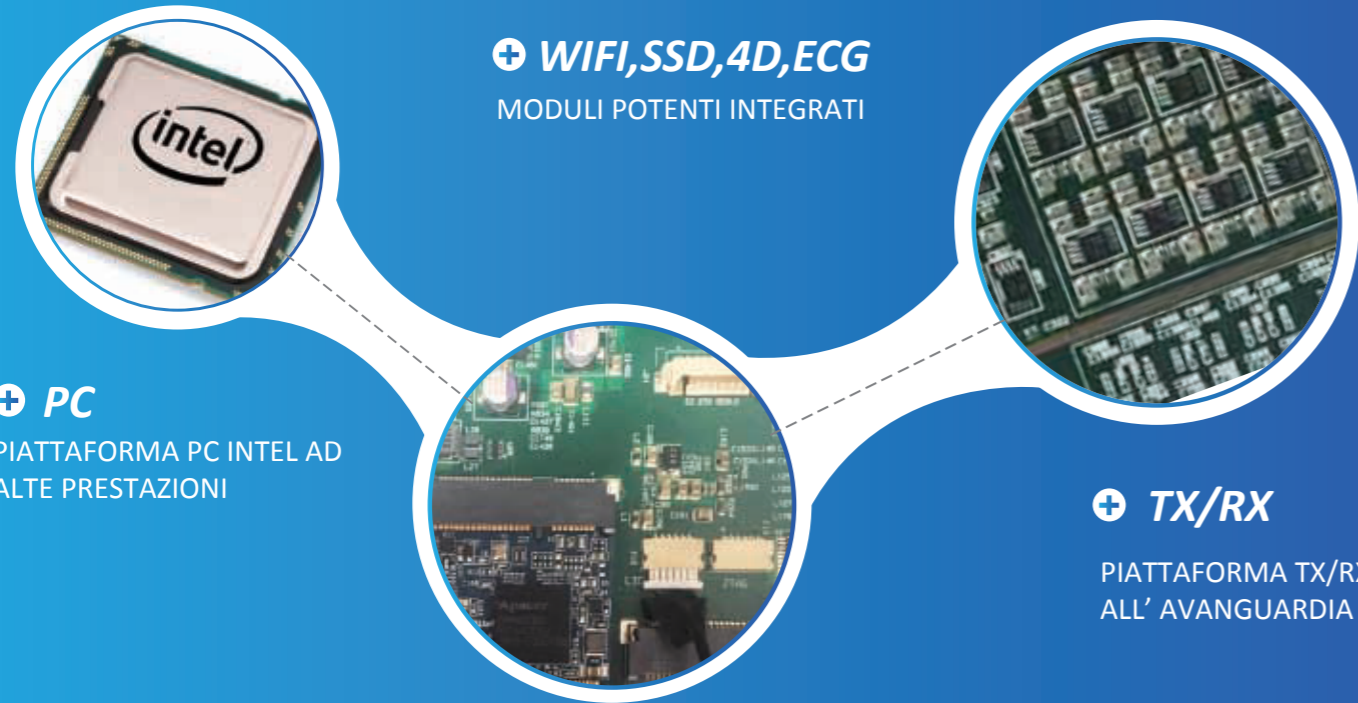 intel
WIFI,SSD,4D,ECG
MODULI POTENTI INTEGRATI
PC
PIATTAFORMA PC INTEL AD
ALTE PRESTAZIONI
TX/RX
PIATTAFORMA TX/RX
ALL' AVANGUARDIA